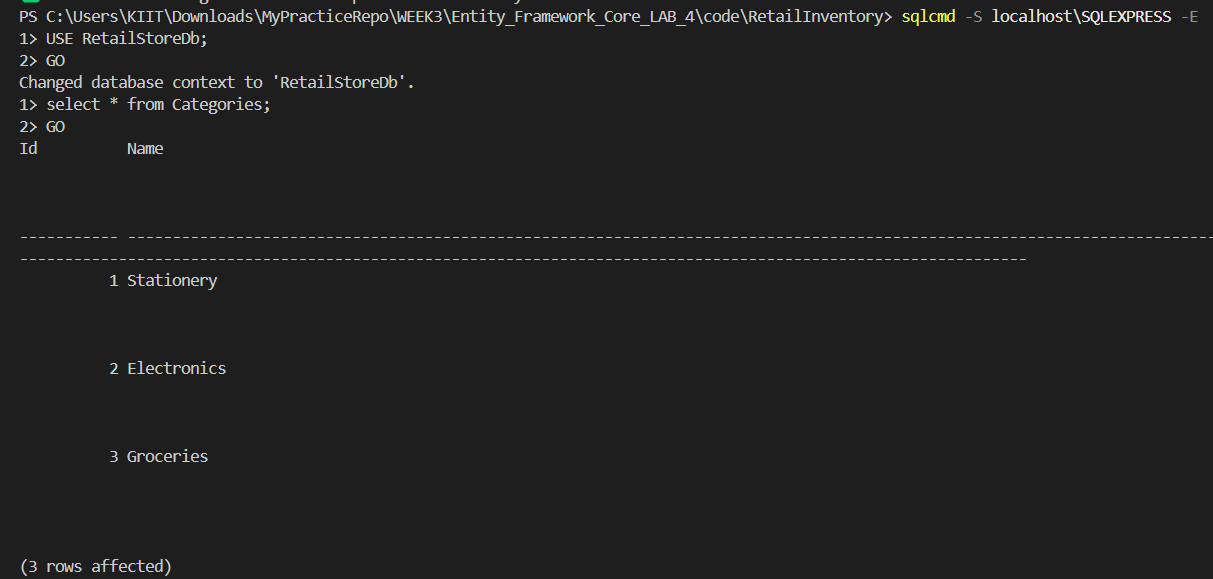 PS C:\Users\KIIT\Downloads\MyPracticeRepo\WEEK3\Entity_Framework_Core_LAB_4\code\RetailInventory> sqlcmd -S localhost\SQLEXPRESS -E
1> USE RetailStoreDb;
2> GO
Changed database context to 'RetailStoreDb'.
1> select * from Categories;
2> GO
Id          Name
----------- ------------------------------------------------------------------------------------------------------------------------
----------------------------------------------------------------------------------------------------------------
          1 Stationery
          2 Electronics
          3 Groceries
(3 rows affected)